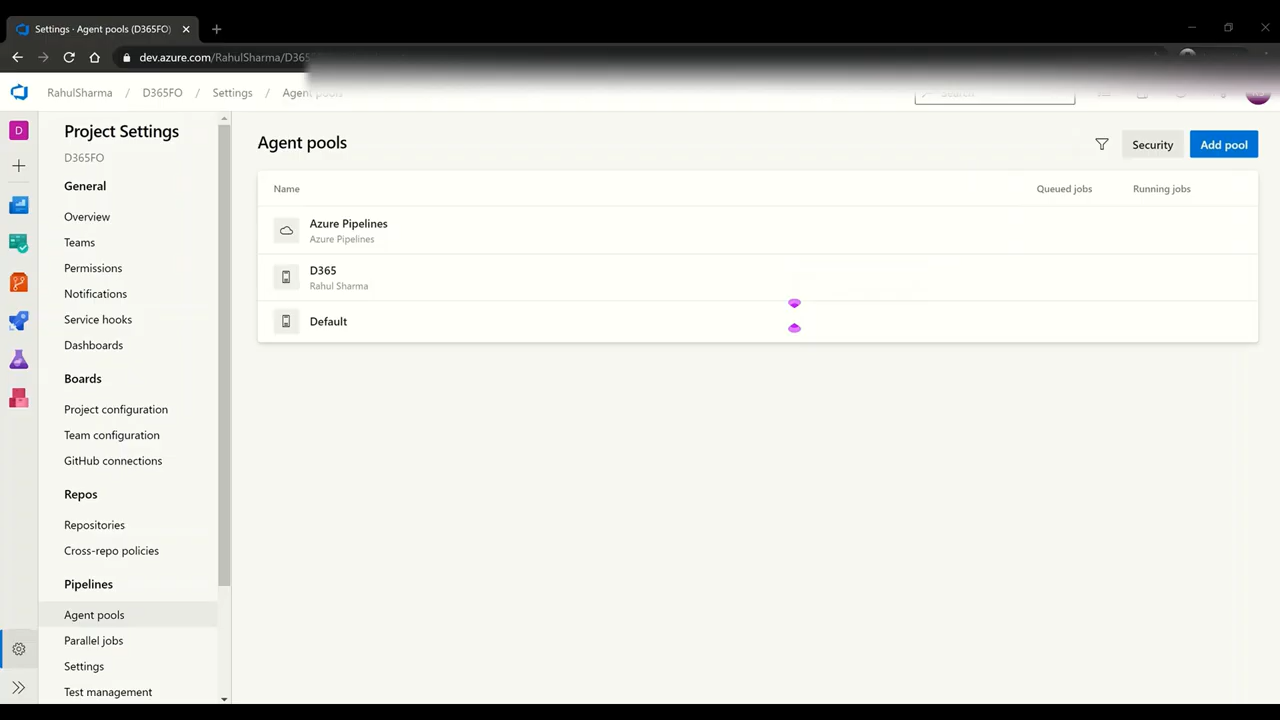 Settings · Agent pools (D365FO)
dev.azure.com/RahulSharma/D365
RahulSharma / D365FO / Settings / Agent pools
Search
D
Project Settings
D365FO
General
Overview
Teams
Permissions
Notifications
Service hooks
Dashboards
Boards
Project configuration
Team configuration
GitHub connections
Repos
Repositories
Cross-repo policies
Pipelines
Agent pools
Parallel jobs
Settings
Test management
Agent pools
Security
Add pool
Name
Queued jobs
Running jobs
Azure Pipelines
Azure Pipelines
D365
Rahul Sharma
Default